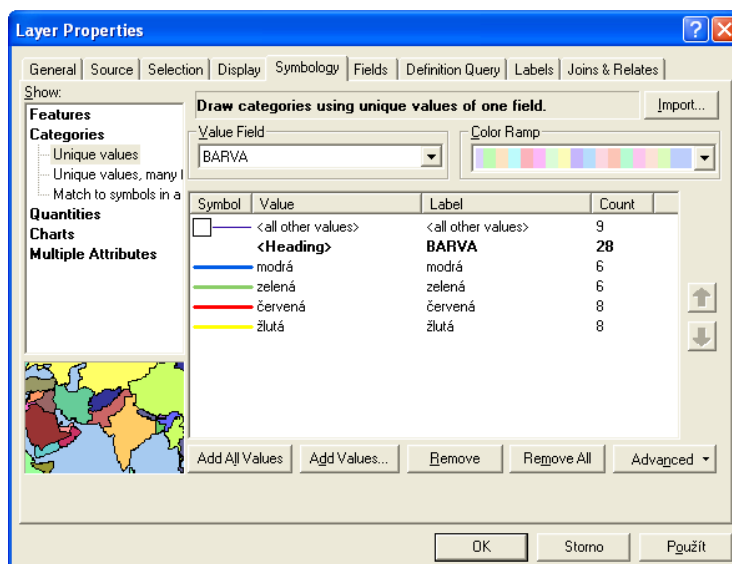 Layer Properties
General Source Selection Display Symbology Fields Definition Query Labels Joins & Relates
Show:
Features
Categories
Unique values
Unique values, many
Match to symbols in a
Quantities
Charts
Multiple Attributes
Draw categories using unique values of one field.
Import...
Value Field
BARVA
Color Ramp
Symbol Value Label Count
<all other values> <all other values> 9
<Heading> BARVA 28
modrá modrá 6
zelená zelená 6
červená červená 8
žlutá žlutá 8
Add All Values Add Values... Remove Remove All Advanced
OK Storno Použít